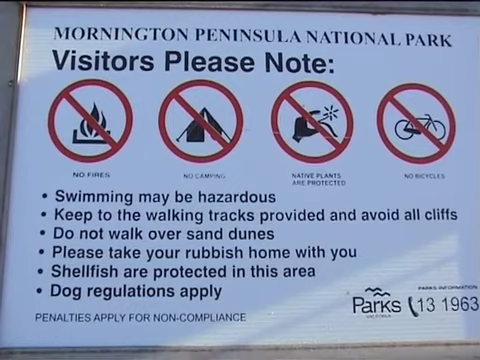 MORNINGTON PENINSULA NATIONAL PARK
Visitors Please Note:
NO FIRES
NO CAMPING
NATIVE PLANTS
ARE PROTECTED
NO BICYCLES
• Swimming may be hazardous
• Keep to the walking tracks provided and avoid all cliffs
• Do not walk over sand dunes
• Please take your rubbish home with you
• Shellfish are protected in this area
• Dog regulations apply
PENALTIES APPLY FOR NON-COMPLIANCE
Parks
VICTORIA
PARKS INFORMATION
13 1963